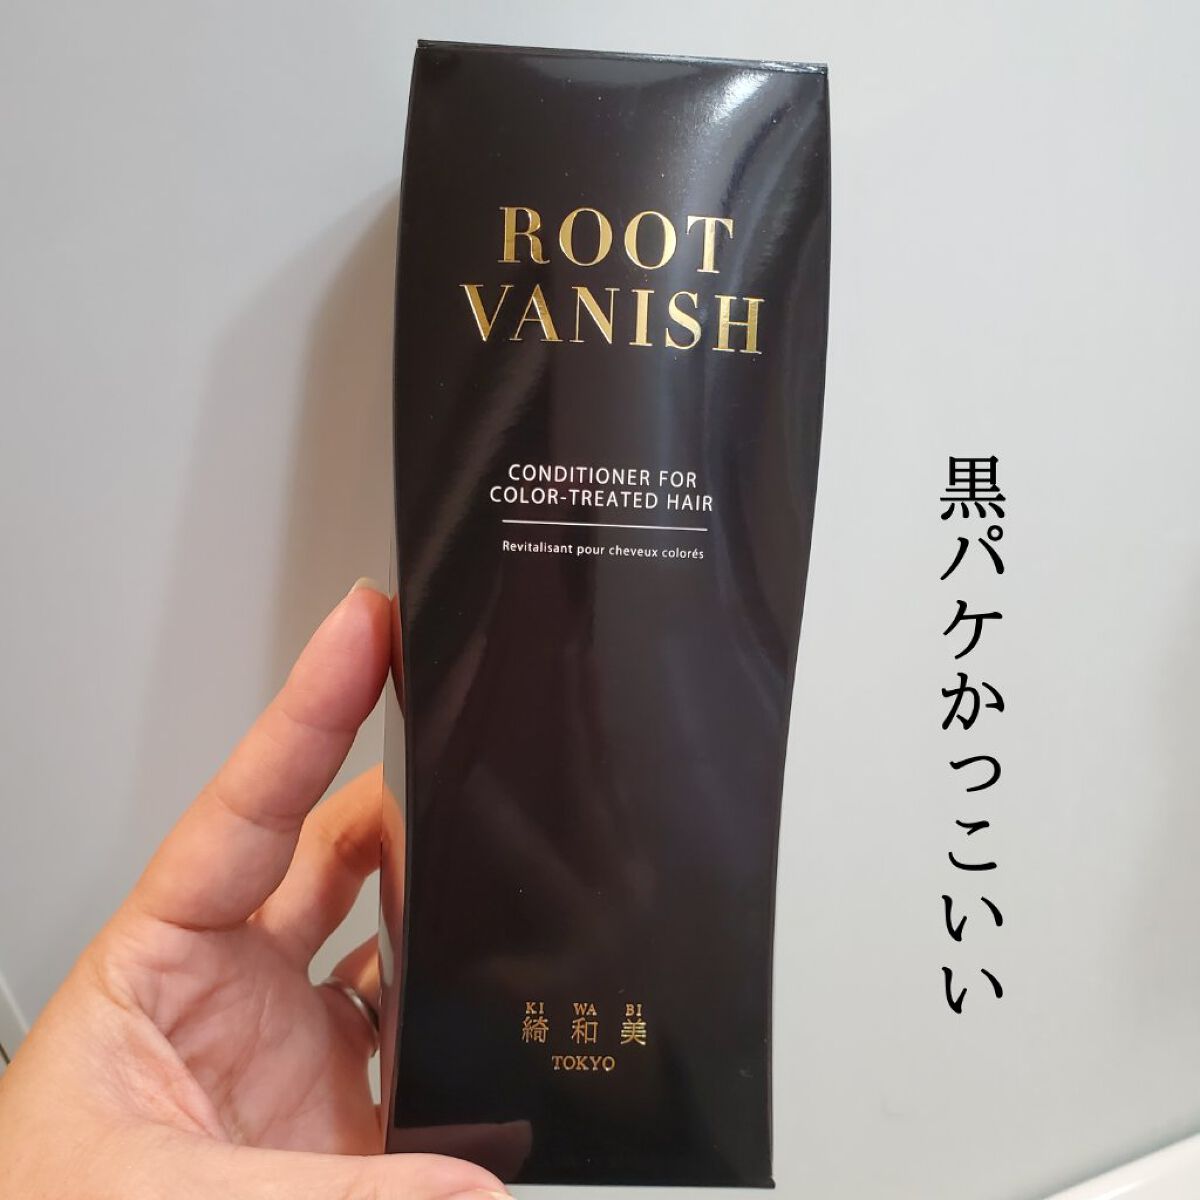 ROOT
VANISH
CONDITIONER FOR
COLOR-TREATED HAIR
Revitalisant pour cheveux colorés
KI WA BI
綺和美
TOKYO
黒パケかっこいい